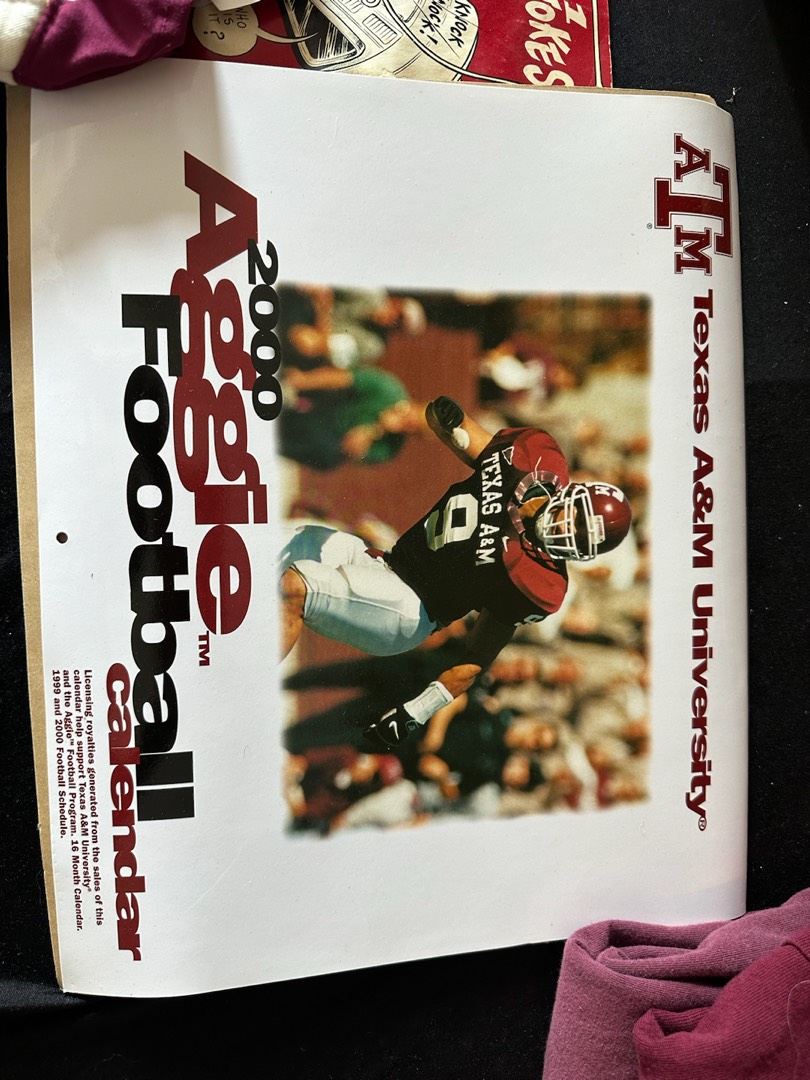 WHO
IS
IT?
KNOCK
KNOCK!
JOKES
ATM ®
Texas A&M University®
TEXAS A&M
9
9
2000
Aggie™
Football
calendar
Licensing royalties generated from the sales of this
calendar help support Texas A&M University®
and the Aggie™ Football Program. 16 Month Calendar.
1999 and 2000 Football Schedule.